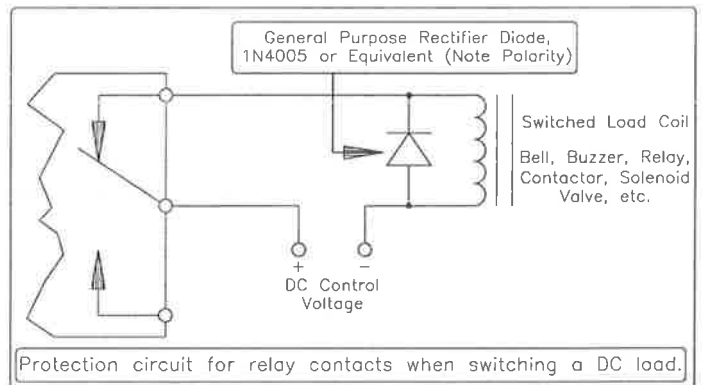 General Purpose Rectifier Diode,
1N4005 or Equivalent (Note Polarity)
Switched Load Coil
Bell, Buzzer, Relay,
Contactor, Solenoid
Valve, etc.
+ −
DC Control
Voltage
Protection circuit for relay contacts when switching a DC load.